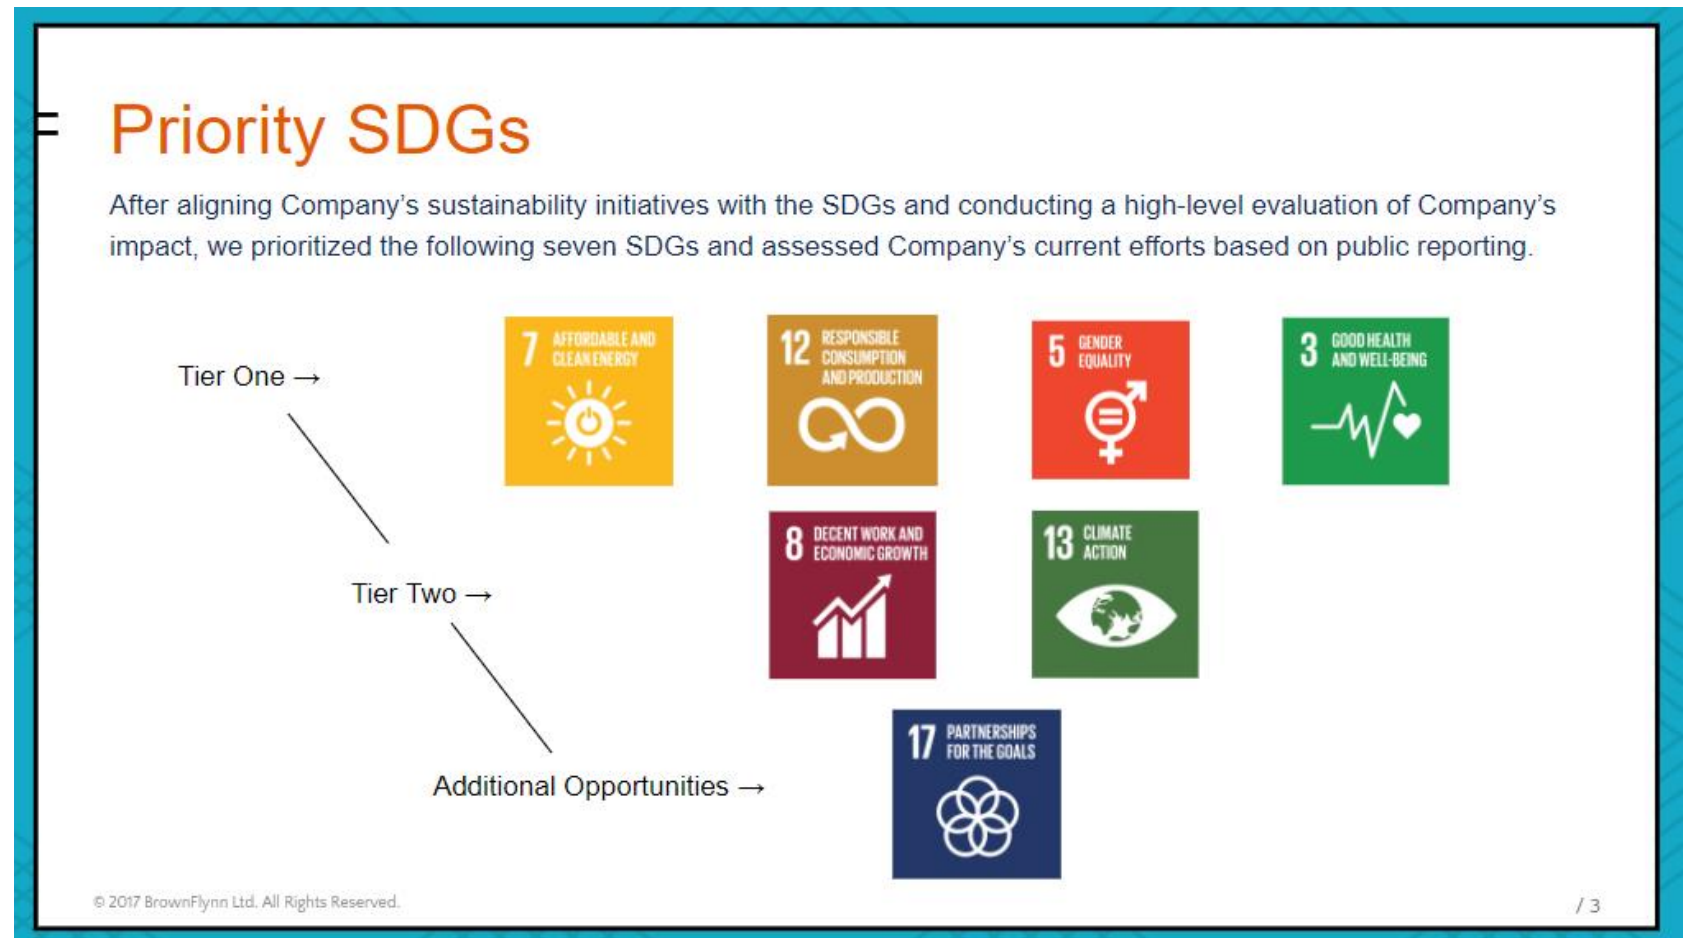 Priority SDGs
After aligning Company's sustainability initiatives with the SDGs and conducting a high-level evaluation of Company's
impact, we prioritized the following seven SDGs and assessed Company's current efforts based on public reporting.
Tier One →
7 AFFORDABLE AND
CLEAN ENERGY
12 RESPONSIBLE
CONSUMPTION
AND PRODUCTION
5 GENDER
EQUALITY
3 GOOD HEALTH
AND WELL-BEING
Tier Two →
8 DECENT WORK AND
ECONOMIC GROWTH
13 CLIMATE
ACTION
Additional Opportunities →
17 PARTNERSHIPS
FOR THE GOALS
© 2017 BrownFlynn Ltd. All Rights Reserved.
/ 3